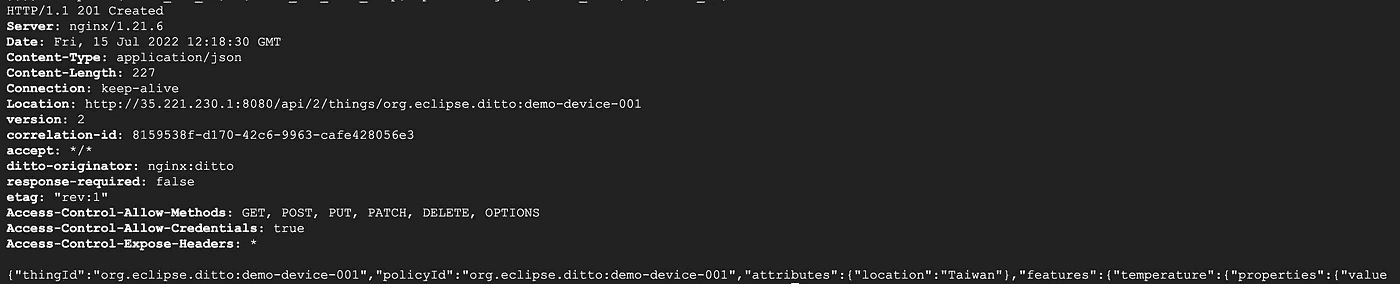 HTTP/1.1 201 Created
Server: nginx/1.21.6
Date: Fri, 15 Jul 2022 12:18:30 GMT
Content-Type: application/json
Content-Length: 227
Connection: keep-alive
Location: http://35.221.230.1:8080/api/2/things/org.eclipse.ditto:demo-device-001
version: 2
correlation-id: 8159538f-d170-42c6-9963-cafe428056e3
accept: */*
ditto-originator: nginx:ditto
response-required: false
etag: "rev:1"
Access-Control-Allow-Methods: GET, POST, PUT, PATCH, DELETE, OPTIONS
Access-Control-Allow-Credentials: true
Access-Control-Expose-Headers: *
{"thingId":"org.eclipse.ditto:demo-device-001","policyId":"org.eclipse.ditto:demo-device-001","attributes":{"location":"Taiwan"},"features":{"temperature":{"properties":{"value